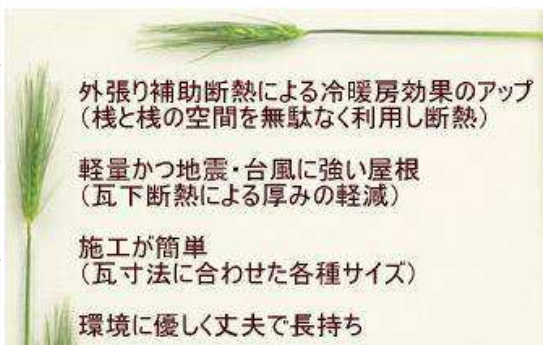 外張り補助断熱による冷暖房効果のアップ
（桟と桟の空間を無駄なく利用し断熱）
軽量かつ地震・台風に強い屋根
（瓦下断熱による厚みの軽減）
施工が簡単
（瓦寸法に合わせた各種サイズ）
環境に優しく丈夫で長持ち